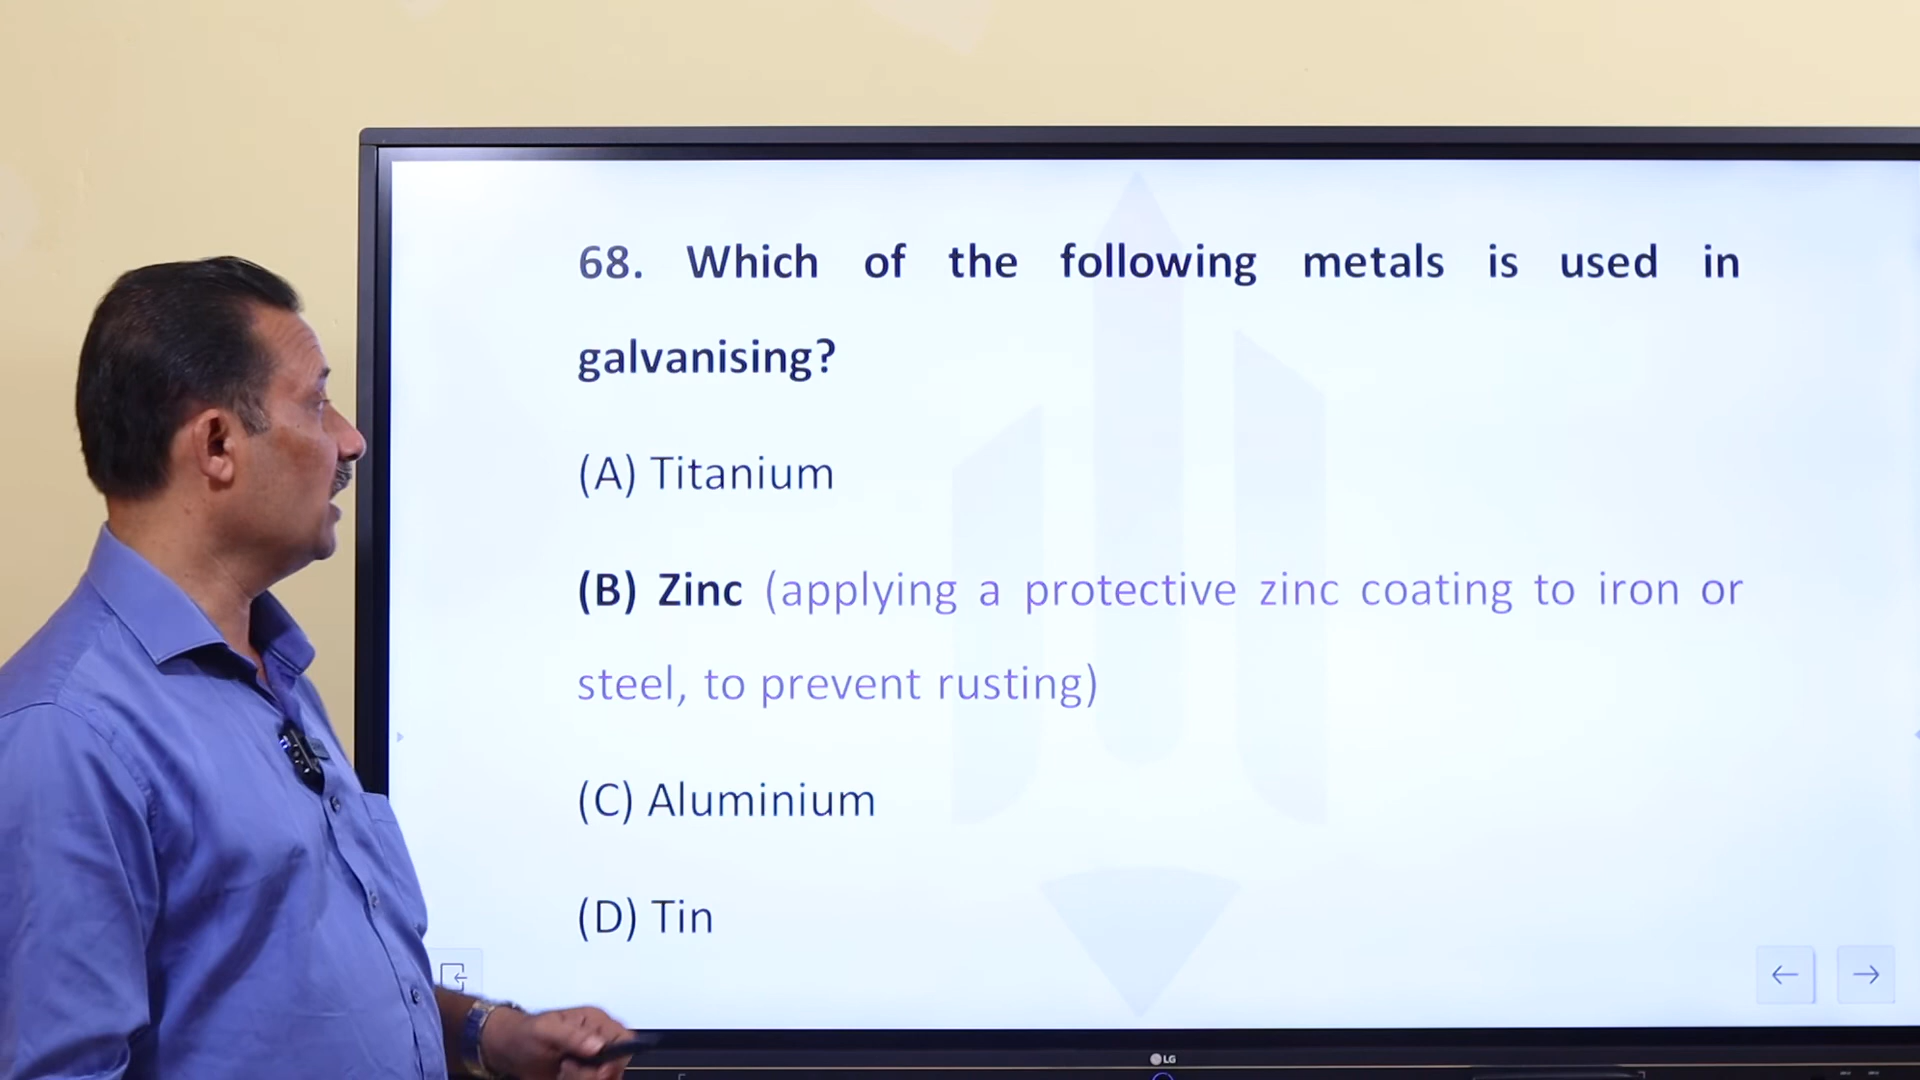 68. Which of the following metals is used in
galvanising?
(A) Titanium
(B) Zinc (applying a protective zinc coating to iron or
steel, to prevent rusting)
(C) Aluminium
(D) Tin
LG